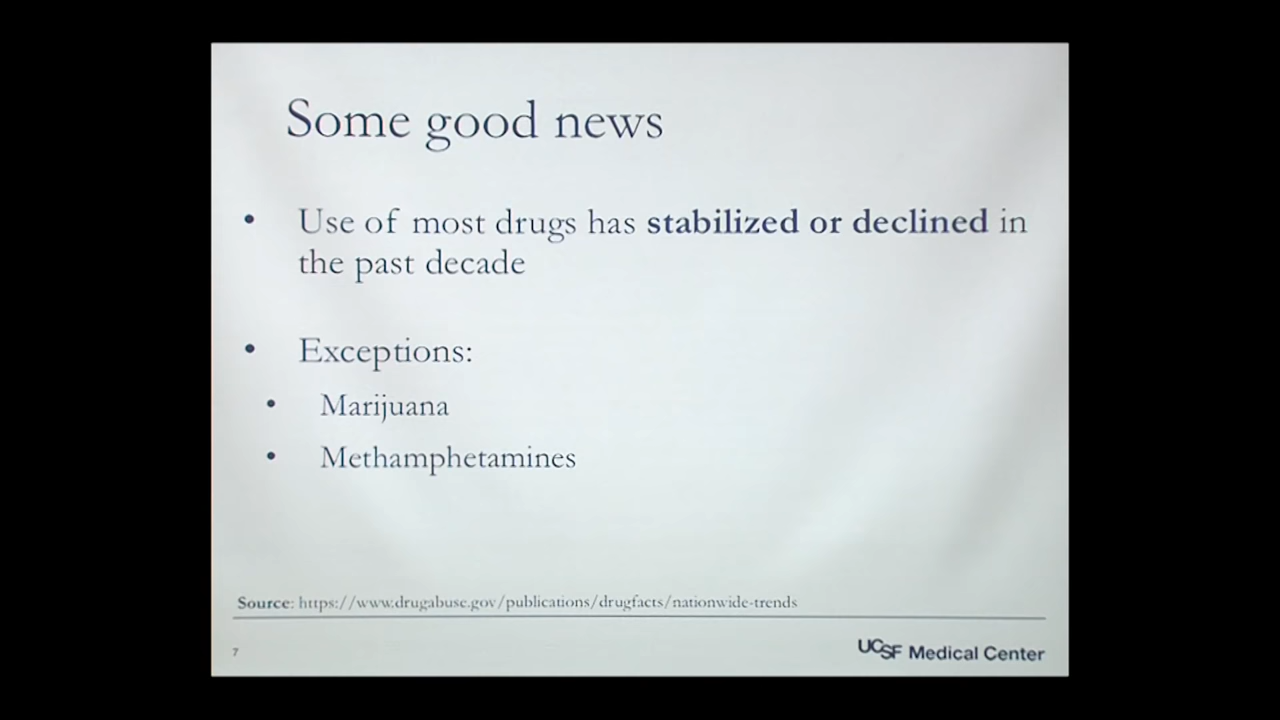 Some good news
• Use of most drugs has stabilized or declined in
the past decade
• Exceptions:
• Marijuana
• Methamphetamines
Source: https://www.drugabuse.gov/publications/drugfacts/nationwide-trends
7
UCSF Medical Center